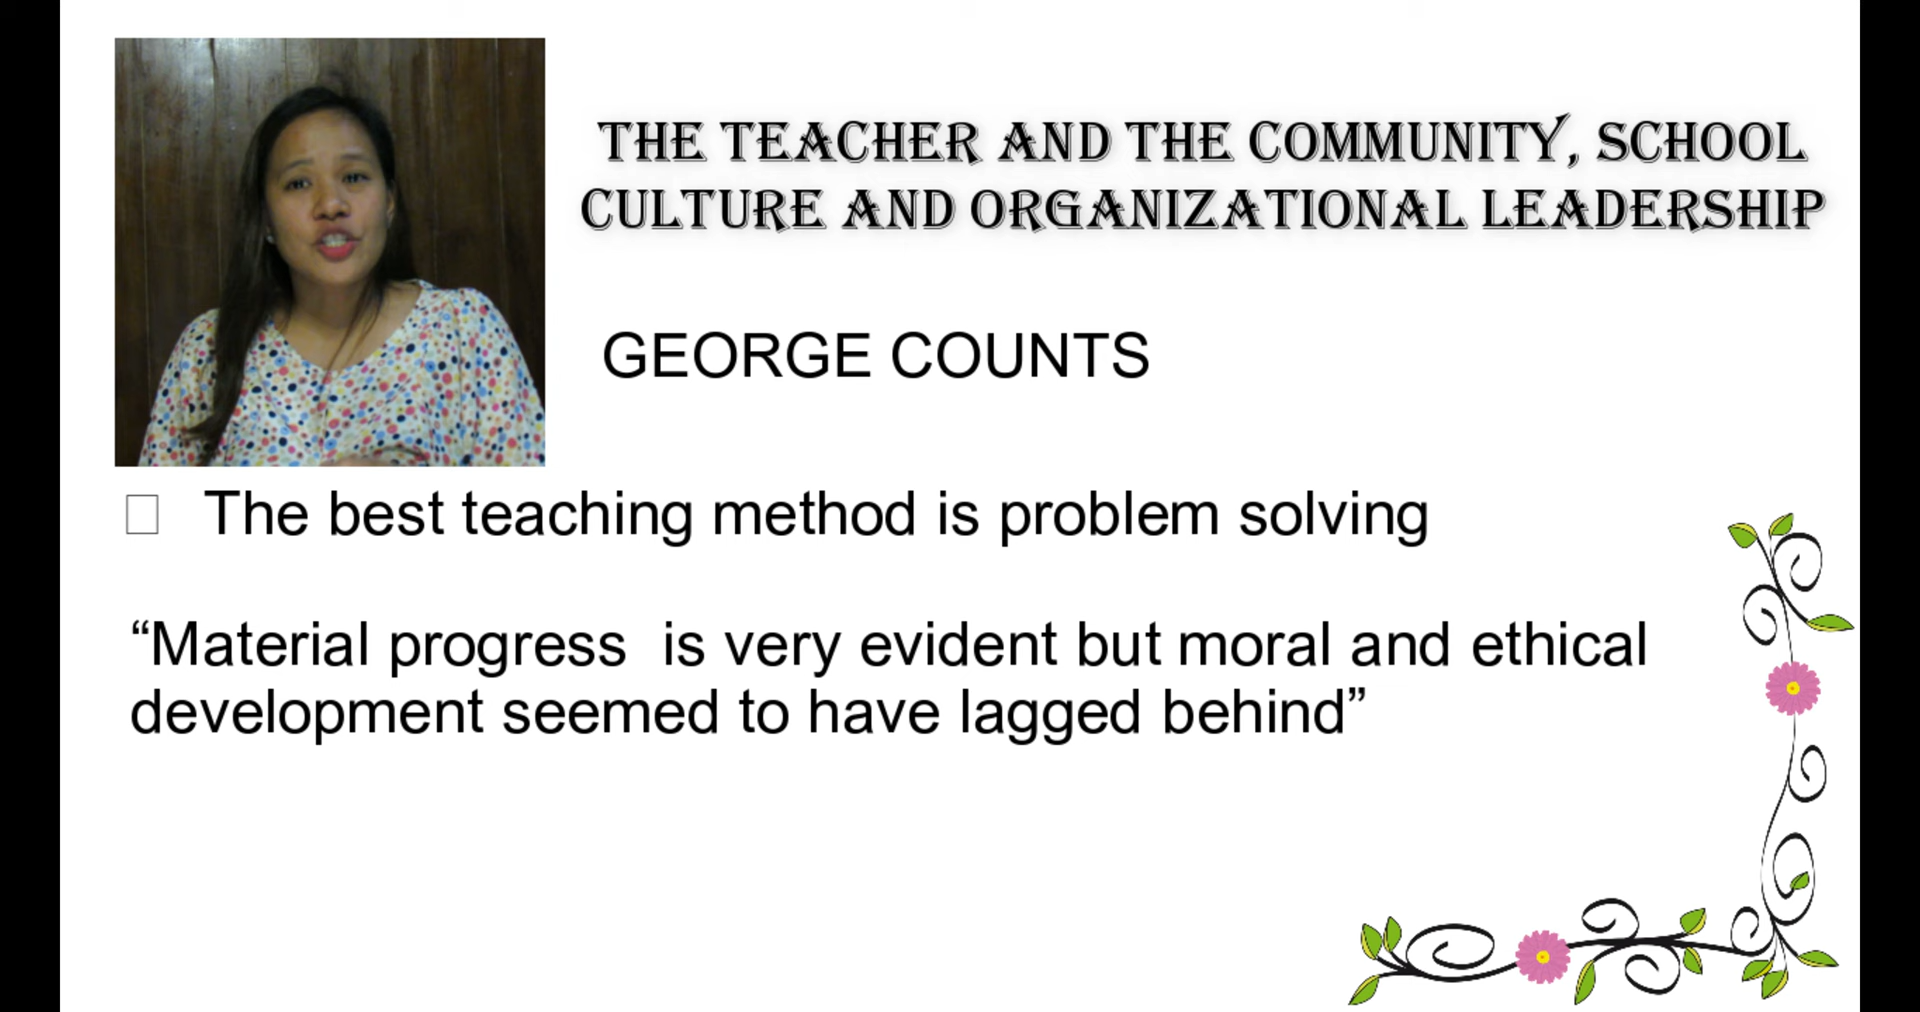 THE TEACHER AND THE COMMUNITY, SCHOOL
CULTURE AND ORGANIZATIONAL LEADERSHIP
GEORGE COUNTS
The best teaching method is problem solving
“Material progress  is very evident but moral and ethical
development seemed to have lagged behind”